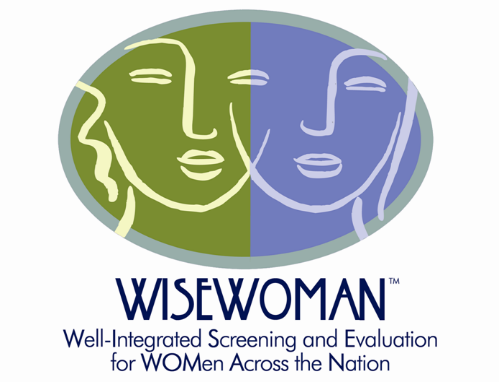 WISEWOMAN™
Well-Integrated Screening and Evaluation
for WOMen Across the Nation